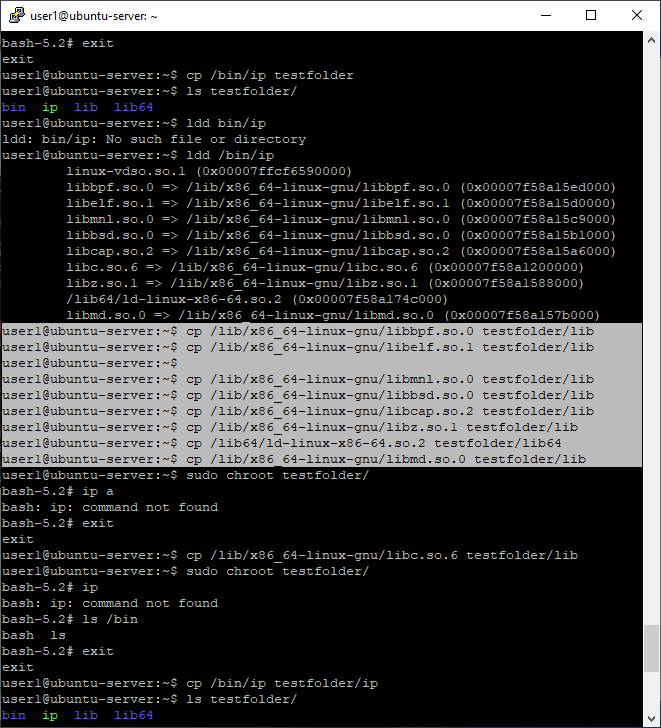 user1@ubuntu-server: ~
bash-5.2# exit
exit
user1@ubuntu-server:~$ cp /bin/ip testfolder
user1@ubuntu-server:~$ ls testfolder/
bin  ip  lib  lib64
user1@ubuntu-server:~$ ldd bin/ip
ldd: bin/ip: No such file or directory
user1@ubuntu-server:~$ ldd /bin/ip
        linux-vdso.so.1 (0x00007ffcf6590000)
        libbpf.so.0 => /lib/x86_64-linux-gnu/libbpf.so.0 (0x00007f58a15ed000)
        libelf.so.1 => /lib/x86_64-linux-gnu/libelf.so.1 (0x00007f58a15d0000)
        libmnl.so.0 => /lib/x86_64-linux-gnu/libmnl.so.0 (0x00007f58a15c9000)
        libbsd.so.0 => /lib/x86_64-linux-gnu/libbsd.so.0 (0x00007f58a15b1000)
        libcap.so.2 => /lib/x86_64-linux-gnu/libcap.so.2 (0x00007f58a15a6000)
        libc.so.6 => /lib/x86_64-linux-gnu/libc.so.6 (0x00007f58a1200000)
        libz.so.1 => /lib/x86_64-linux-gnu/libz.so.1 (0x00007f58a1588000)
        /lib64/ld-linux-x86-64.so.2 (0x00007f58a174c000)
        libmd.so.0 => /lib/x86_64-linux-gnu/libmd.so.0 (0x00007f58a157b000)
user1@ubuntu-server:~$ cp /lib/x86_64-linux-gnu/libbpf.so.0 testfolder/lib
user1@ubuntu-server:~$ cp /lib/x86_64-linux-gnu/libelf.so.1 testfolder/lib
user1@ubuntu-server:~$
user1@ubuntu-server:~$ cp /lib/x86_64-linux-gnu/libmnl.so.0 testfolder/lib
user1@ubuntu-server:~$ cp /lib/x86_64-linux-gnu/libbsd.so.0 testfolder/lib
user1@ubuntu-server:~$ cp /lib/x86_64-linux-gnu/libcap.so.2 testfolder/lib
user1@ubuntu-server:~$ cp /lib/x86_64-linux-gnu/libz.so.1 testfolder/lib
user1@ubuntu-server:~$ cp /lib64/ld-linux-x86-64.so.2 testfolder/lib64
user1@ubuntu-server:~$ cp /lib/x86_64-linux-gnu/libmd.so.0 testfolder/lib
user1@ubuntu-server:~$ sudo chroot testfolder/
bash-5.2# ip a
bash: ip: command not found
bash-5.2# exit
exit
user1@ubuntu-server:~$ cp /lib/x86_64-linux-gnu/libc.so.6 testfolder/lib
user1@ubuntu-server:~$ sudo chroot testfolder/
bash-5.2# ip
bash: ip: command not found
bash-5.2# ls /bin
bash  ls
bash-5.2# exit
exit
user1@ubuntu-server:~$ cp /bin/ip testfolder/ip
user1@ubuntu-server:~$ ls testfolder/
bin  ip  lib  lib64